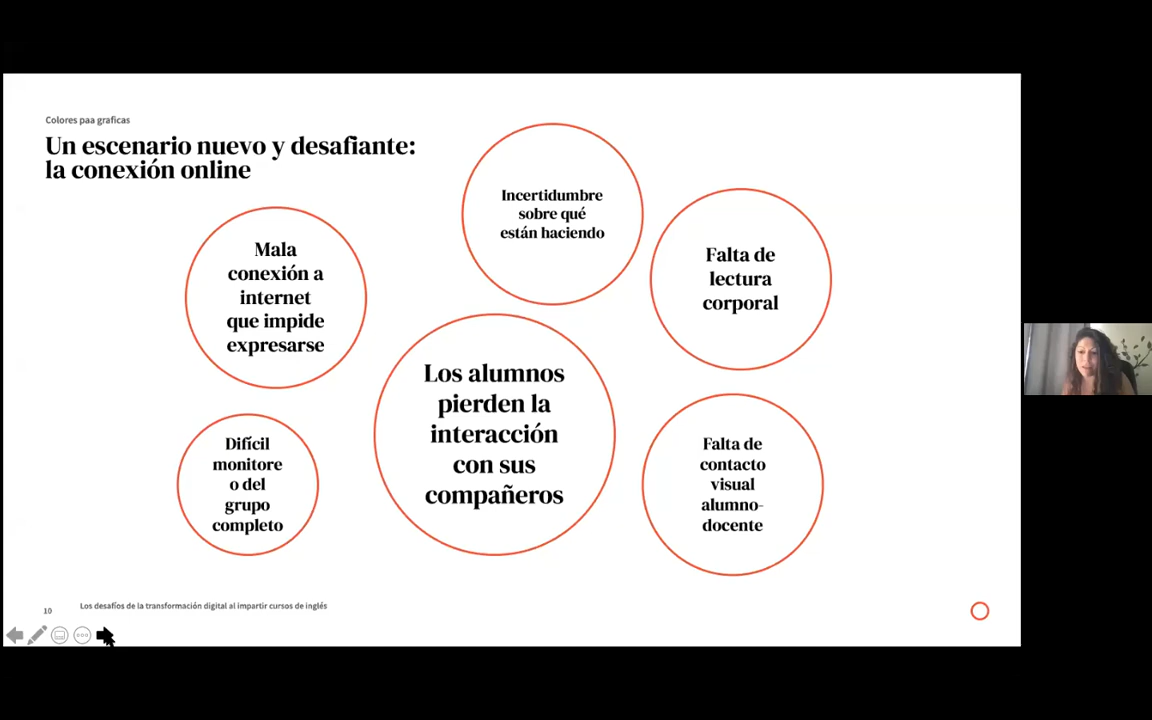 Colores paa graficas
Un escenario nuevo y desafiante:
la conexión online
Incertidumbre
sobre qué
están haciendo
Mala
conexión a
internet
que impide
expresarse
Falta de
lectura
corporal
Los alumnos
pierden la
interacción
con sus
compañeros
Difícil
monitore
o del
grupo
completo
Falta de
contacto
visual
alumno-
docente
10
Los desafíos de la transformación digital al impartir cursos de inglés